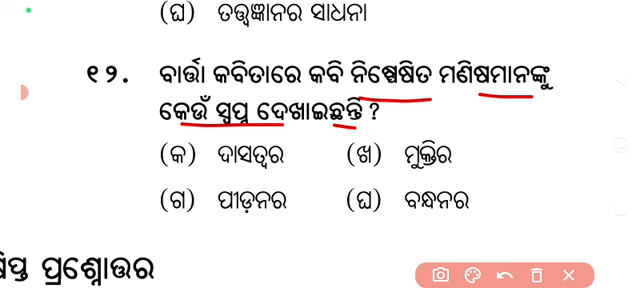 (ଘ) ତତ୍ତ୍ୱଜ୍ଞାନର ସାଧନା
୧୨. ବାର୍ତ୍ତା କବିତାରେ କବି ନିଷ୍ପେଷିତ ମଣିଷମାନଙ୍କୁ
କେଉଁ ସ୍ୱପ୍ନ ଦେଖାଇଛନ୍ତି ?
(କ) ଦାସତ୍ୱର (ଖ) ମୁକ୍ତିର
(ଗ) ପୀଡ଼ନର (ଘ) ବନ୍ଧନର
ପ୍ରଶ୍ନୋତ୍ତର